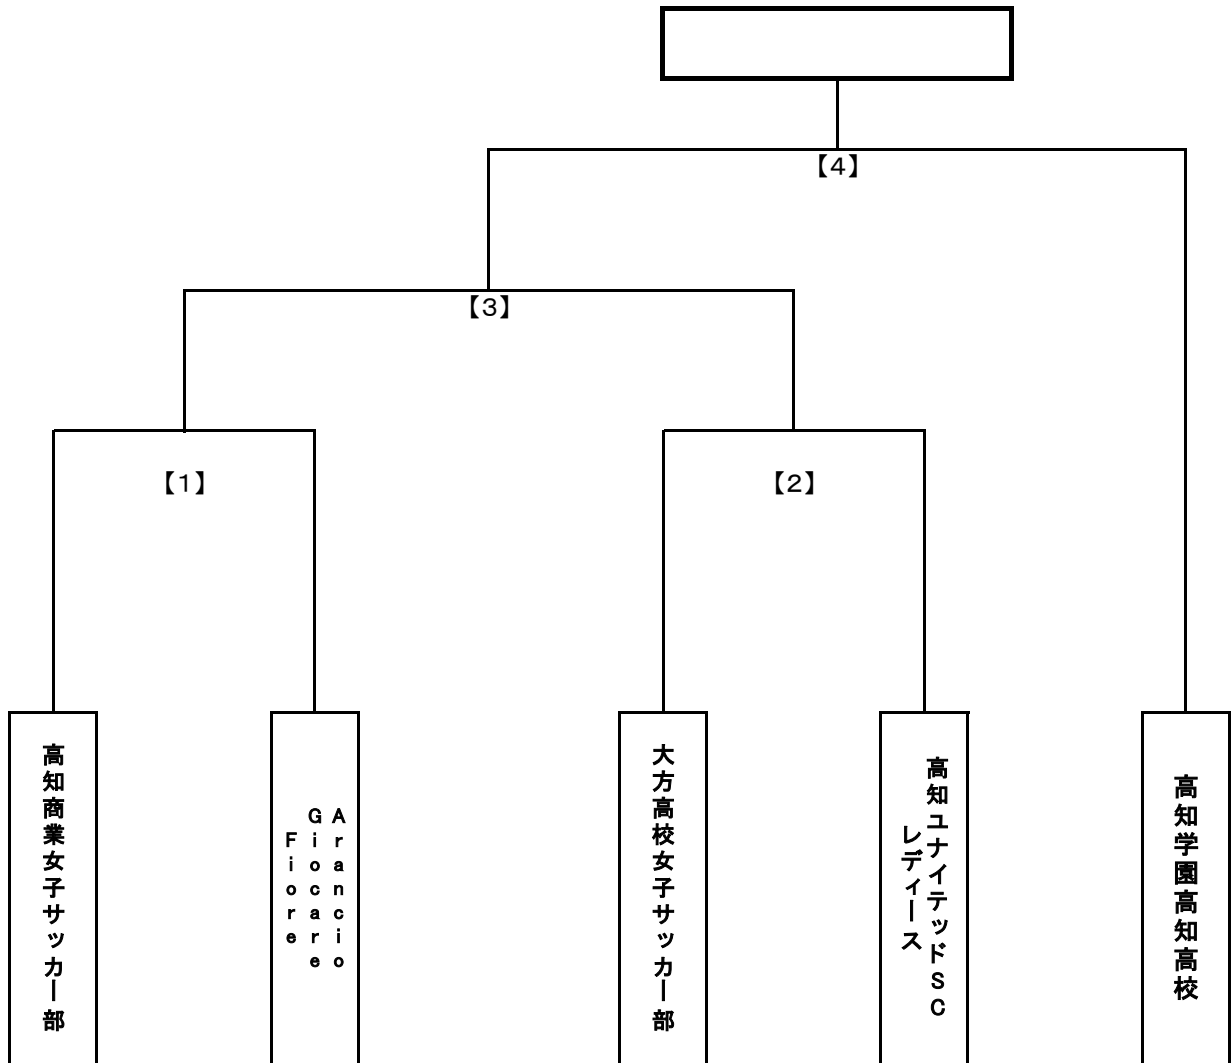 【4】
【3】
【1】
【2】
高知商業女子サッカー部
Arancio
Giocare
Fiore
大方高校女子サッカー部
高知ユナイテッドSC
レディース
高知学園高知高校